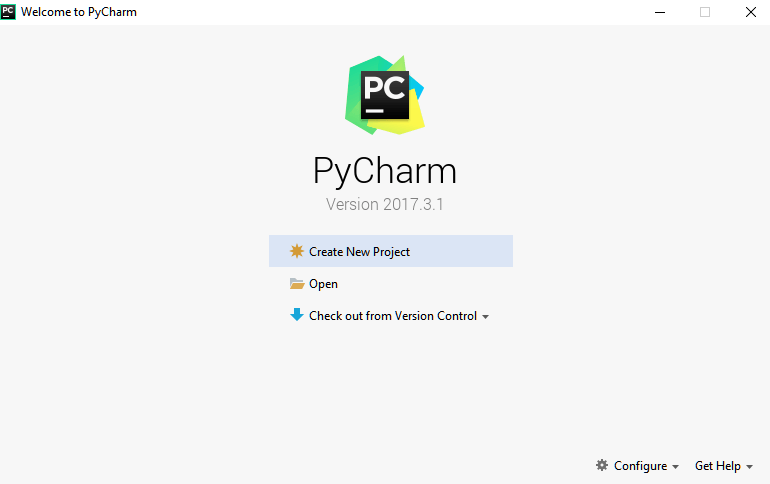 PC Welcome to PyCharm
PC
PyCharm
Version 2017.3.1
Create New Project
Open
Check out from Version Control
Configure
Get Help